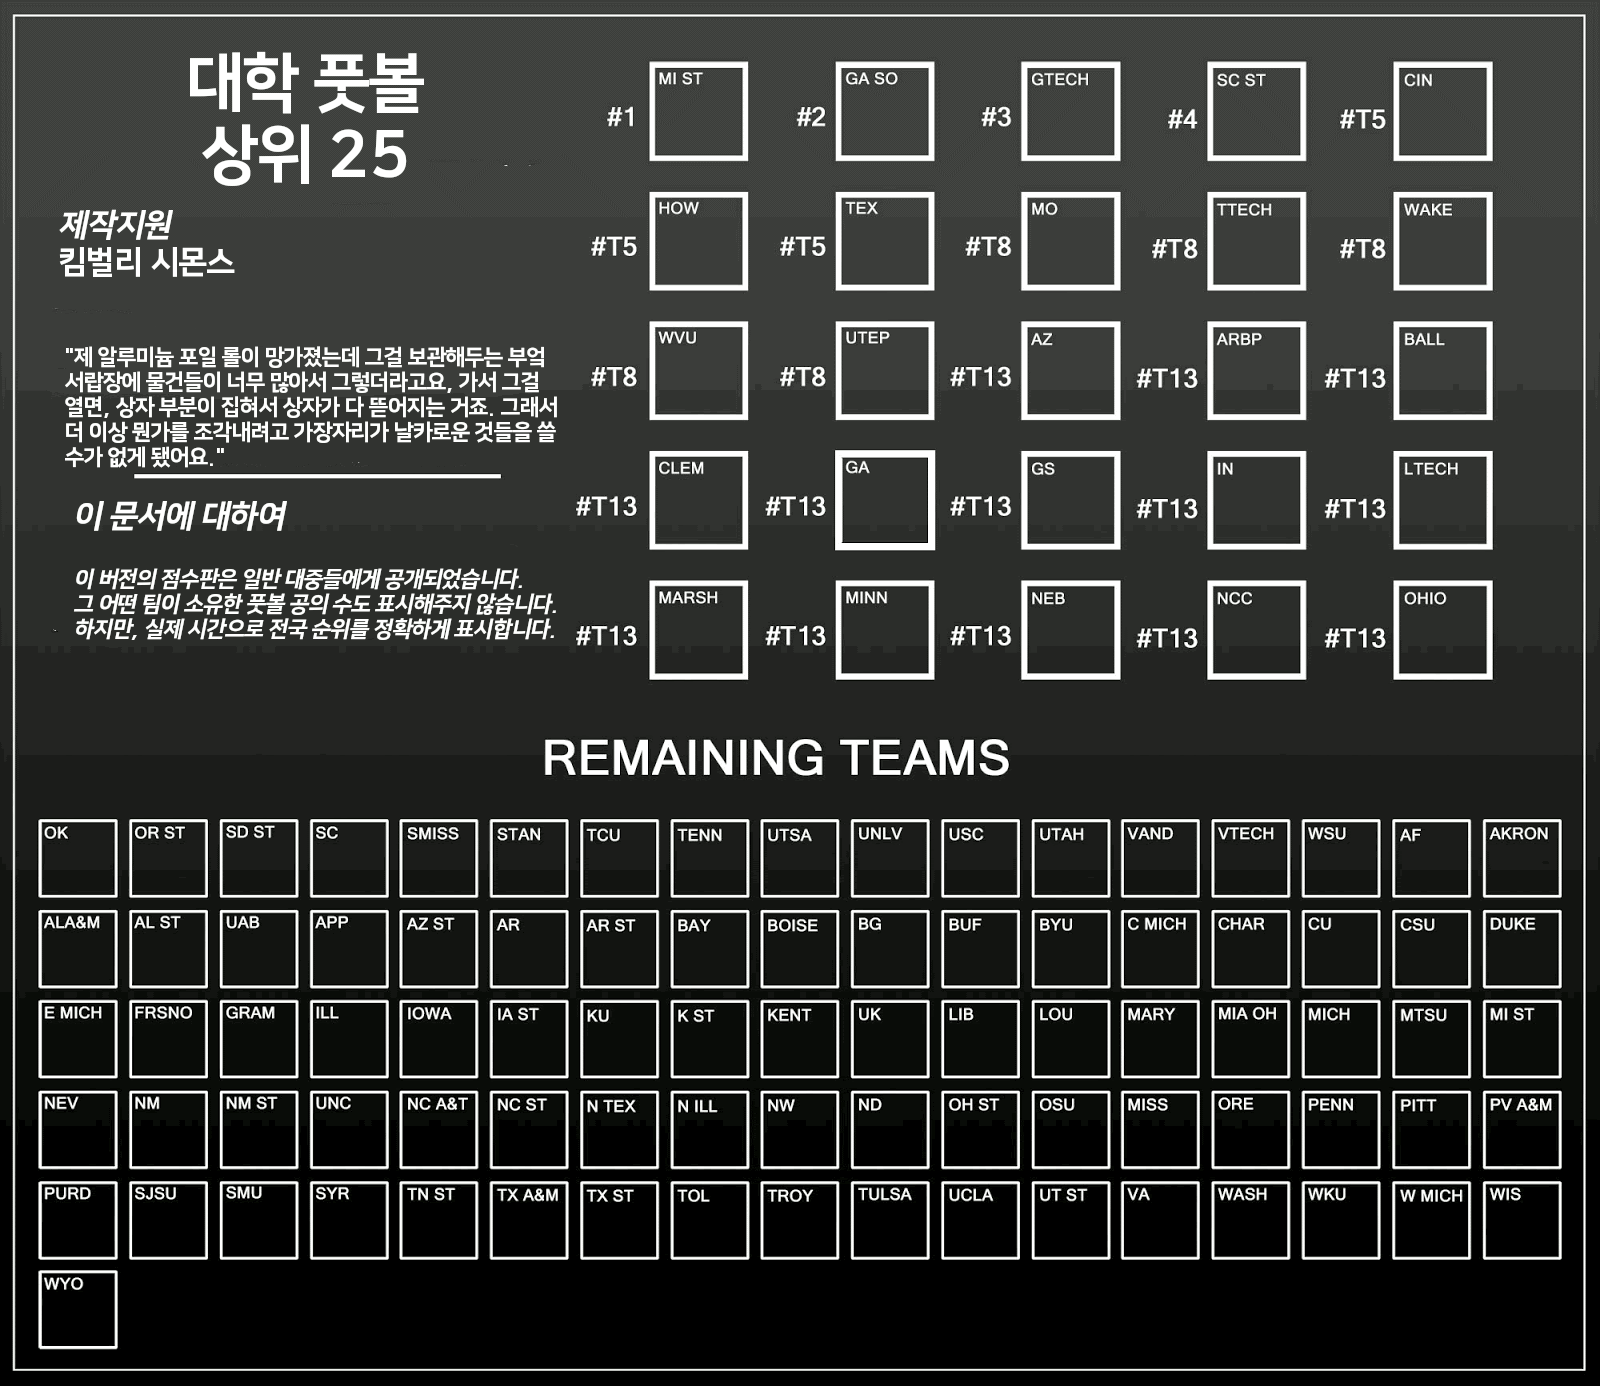 대학 풋볼
상위 25
제작지원
킴벌리 시몬스
"제 알루미늄 포일 롤이 망가졌는데 그걸 보관해두는 부엌
서랍장에 물건들이 너무 많아서 그렇더라고요, 가서 그걸
열면, 상자 부분이 집혀서 상자가 다 뜯어지는 거죠. 그래서
더 이상 뭔가를 조각내려고 가장자리가 날카로운 것들을 쓸
수가 없게 됐어요."
이 문서에 대하여
이 버전의 점수판은 일반 대중들에게 공개되었습니다.
그 어떤 팀이 소유한 풋볼 공의 수도 표시해주지 않습니다.
하지만, 실제 시간으로 전국 순위를 정확하게 표시합니다.
#1 MI ST #2 GA SO #3 GTECH #4 SC ST #T5 CIN
#T5 HOW #T5 TEX #T8 MO #T8 TTECH #T8 WAKE
#T8 WVU #T8 UTEP #T13 AZ #T13 ARBP #T13 BALL
#T13 CLEM #T13 GA #T13 GS #T13 IN #T13 LTECH
#T13 MARSH #T13 MINN #T13 NEB #T13 NCC #T13 OHIO
REMAINING TEAMS
OK OR ST SD ST SC SMISS STAN TCU TENN UTSA UNLV USC UTAH VAND VTECH WSU AF AKRON
ALA&M AL ST UAB APP AZ ST AR AR ST BAY BOISE BG BUF BYU C MICH CHAR CU CSU DUKE
E MICH FRSNO GRAM ILL IOWA IA ST KU K ST KENT UK LIB LOU MARY MIA OH MICH MTSU MI ST
NEV NM NM ST UNC NC A&T NC ST N TEX N ILL NW ND OH ST OSU MISS ORE PENN PITT PV A&M
PURD SJSU SMU SYR TN ST TX A&M TX ST TOL TROY TULSA UCLA UT ST VA WASH WKU W MICH WIS
WYO